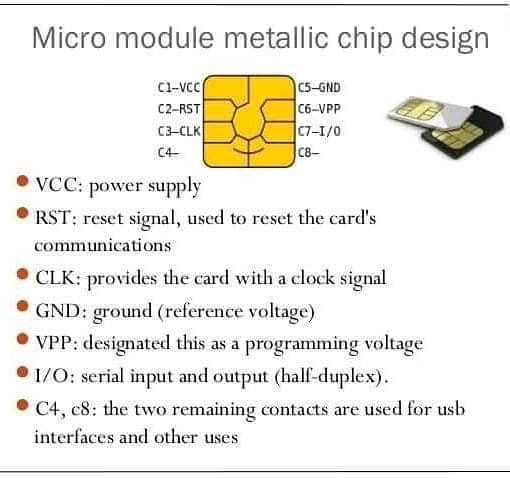 Micro module metallic chip design
C1–VCC C5–GND
C2–RST C6–VPP
C3–CLK C7–I/O
C4– C8–
VCC: power supply
RST: reset signal, used to reset the card's
communications
CLK: provides the card with a clock signal
GND: ground (reference voltage)
VPP: designated this as a programming voltage
I/O: serial input and output (half-duplex).
C4, c8: the two remaining contacts are used for usb
interfaces and other uses